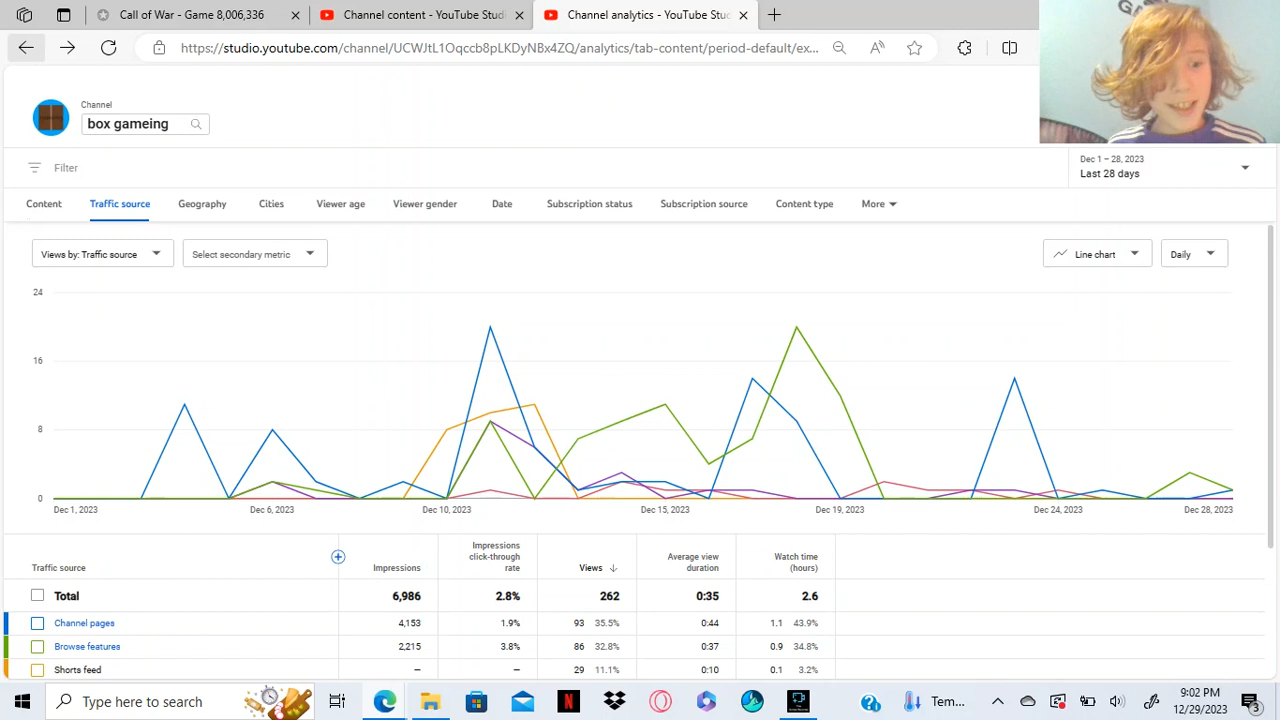 Call of War Game 8,006,336
Channel content - YouTube Stud
Channel analytics - YouTube Stu
https://studio.youtube.com/channel/UCWJtL1Oqccb8pLKDyNBx4ZQ/analytics/tab-content/period-default/ex...
Channel
box gameing
Filter
Dec 1 – 28, 2023
Last 28 days
Content Traffic source Geography Cities Viewer age Viewer gender Date Subscription status Subscription source Content type More
Views by: Traffic source Select secondary metric Line chart Daily
24
16
8
0
Dec 1, 2023 Dec 6, 2023 Dec 10, 2023 Dec 15, 2023 Dec 19, 2023 Dec 24, 2023 Dec 28, 2023
Traffic source Impressions Impressions click-through rate Views Average view duration Watch time (hours)
Total 6,986 2.8% 262 0:35 2.6
Channel pages 4,153 1.9% 93 35.5% 0:44 1.1 43.9%
Browse features 2,215 3.8% 86 32.8% 0:37 0.9 34.8%
Shorts feed — — 29 11.1% 0:10 0.1 3.2%
Type here to search
Tem...
9:02 PM
12/29/2023
3